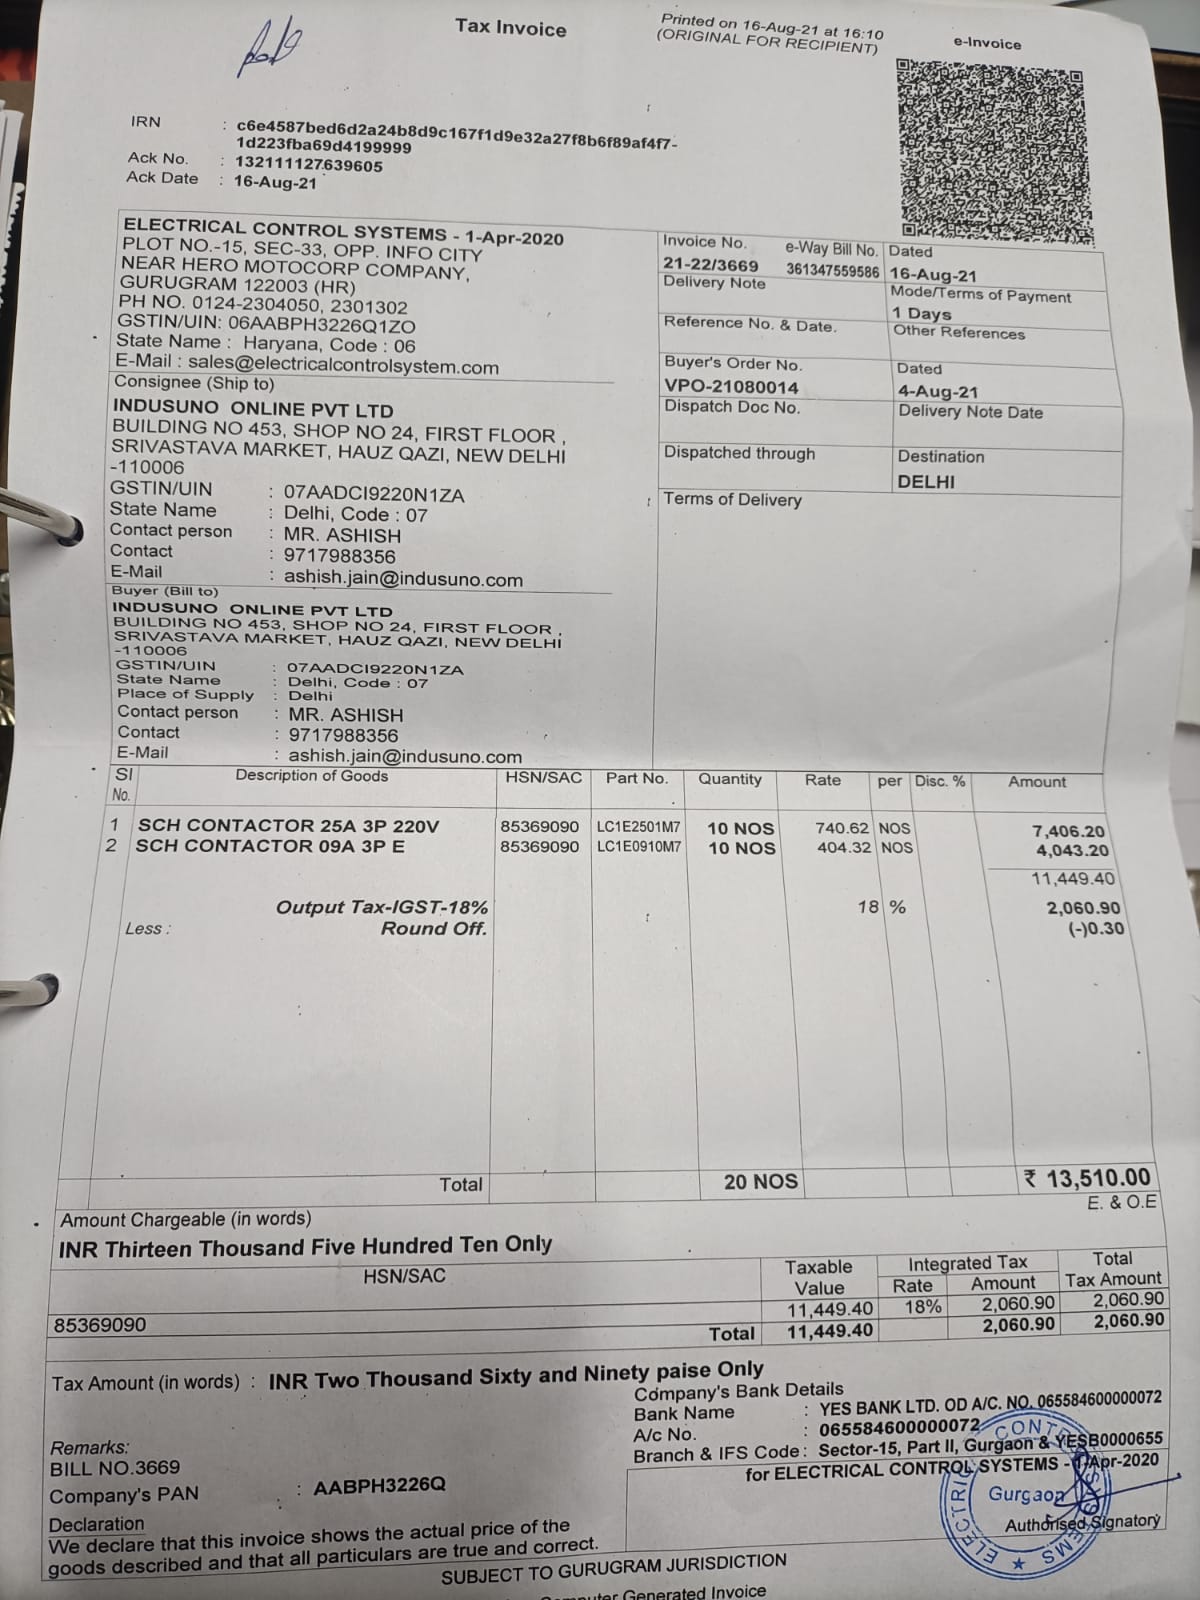 Tax Invoice
Printed on 16-Aug-21 at 16:10
(ORIGINAL FOR RECIPIENT)
e-Invoice
IRN : c6e4587bed6d2a24b8d9c167f1d9e32a27f8b6f89af4f7-
1d223fba69d4199999
Ack No. : 132111127639605
Ack Date : 16-Aug-21
ELECTRICAL CONTROL SYSTEMS - 1-Apr-2020
PLOT NO.-15, SEC-33, OPP. INFO CITY
NEAR HERO MOTOCORP COMPANY,
GURUGRAM 122003 (HR)
PH NO. 0124-2304050, 2301302
GSTIN/UIN: 06AABPH3226Q1ZO
State Name : Haryana, Code : 06
E-Mail : sales@electricalcontrolsystem.com
Invoice No. e-Way Bill No. Dated
21-22/3669 361347559586 16-Aug-21
Delivery Note Mode/Terms of Payment
1 Days
Reference No. & Date. Other References
Buyer's Order No. Dated
VPO-21080014 4-Aug-21
Dispatch Doc No. Delivery Note Date
Dispatched through Destination
DELHI
Terms of Delivery
Consignee (Ship to)
INDUSUNO ONLINE PVT LTD
BUILDING NO 453, SHOP NO 24, FIRST FLOOR ,
SRIVASTAVA MARKET, HAUZ QAZI, NEW DELHI
-110006
GSTIN/UIN : 07AADCI9220N1ZA
State Name : Delhi, Code : 07
Contact person : MR. ASHISH
Contact : 9717988356
E-Mail : ashish.jain@indusuno.com
Buyer (Bill to)
INDUSUNO ONLINE PVT LTD
BUILDING NO 453, SHOP NO 24, FIRST FLOOR ,
SRIVASTAVA MARKET, HAUZ QAZI, NEW DELHI
-110006
GSTIN/UIN : 07AADCI9220N1ZA
State Name : Delhi, Code : 07
Place of Supply : Delhi
Contact person : MR. ASHISH
Contact : 9717988356
E-Mail : ashish.jain@indusuno.com
Sl No. Description of Goods HSN/SAC Part No. Quantity Rate per Disc. % Amount
1 SCH CONTACTOR 25A 3P 220V 85369090 LC1E2501M7 10 NOS 740.62 NOS 7,406.20
2 SCH CONTACTOR 09A 3P E 85369090 LC1E0910M7 10 NOS 404.32 NOS 4,043.20
11,449.40
Output Tax-IGST-18% 18 % 2,060.90
Less : Round Off. (-)0.30
Total 20 NOS ₹ 13,510.00
E. & O.E
Amount Chargeable (in words)
INR Thirteen Thousand Five Hundred Ten Only
HSN/SAC Taxable Value Integrated Tax Rate Amount Total Tax Amount
85369090 11,449.40 18% 2,060.90 2,060.90
Total 11,449.40 2,060.90 2,060.90
Tax Amount (in words) : INR Two Thousand Sixty and Ninety paise Only
Company's Bank Details
Bank Name : YES BANK LTD. OD A/C. NO. 065584600000072
A/c No. : 065584600000072
Branch & IFS Code : Sector-15, Part II, Gurgaon & YESB0000655
Remarks:
BILL NO.3669
Company's PAN : AABPH3226Q
for ELECTRICAL CONTROL SYSTEMS - 1-Apr-2020
Gurgaon
Authorised Signatory
Declaration
We declare that this invoice shows the actual price of the
goods described and that all particulars are true and correct.
SUBJECT TO GURUGRAM JURISDICTION
Computer Generated Invoice